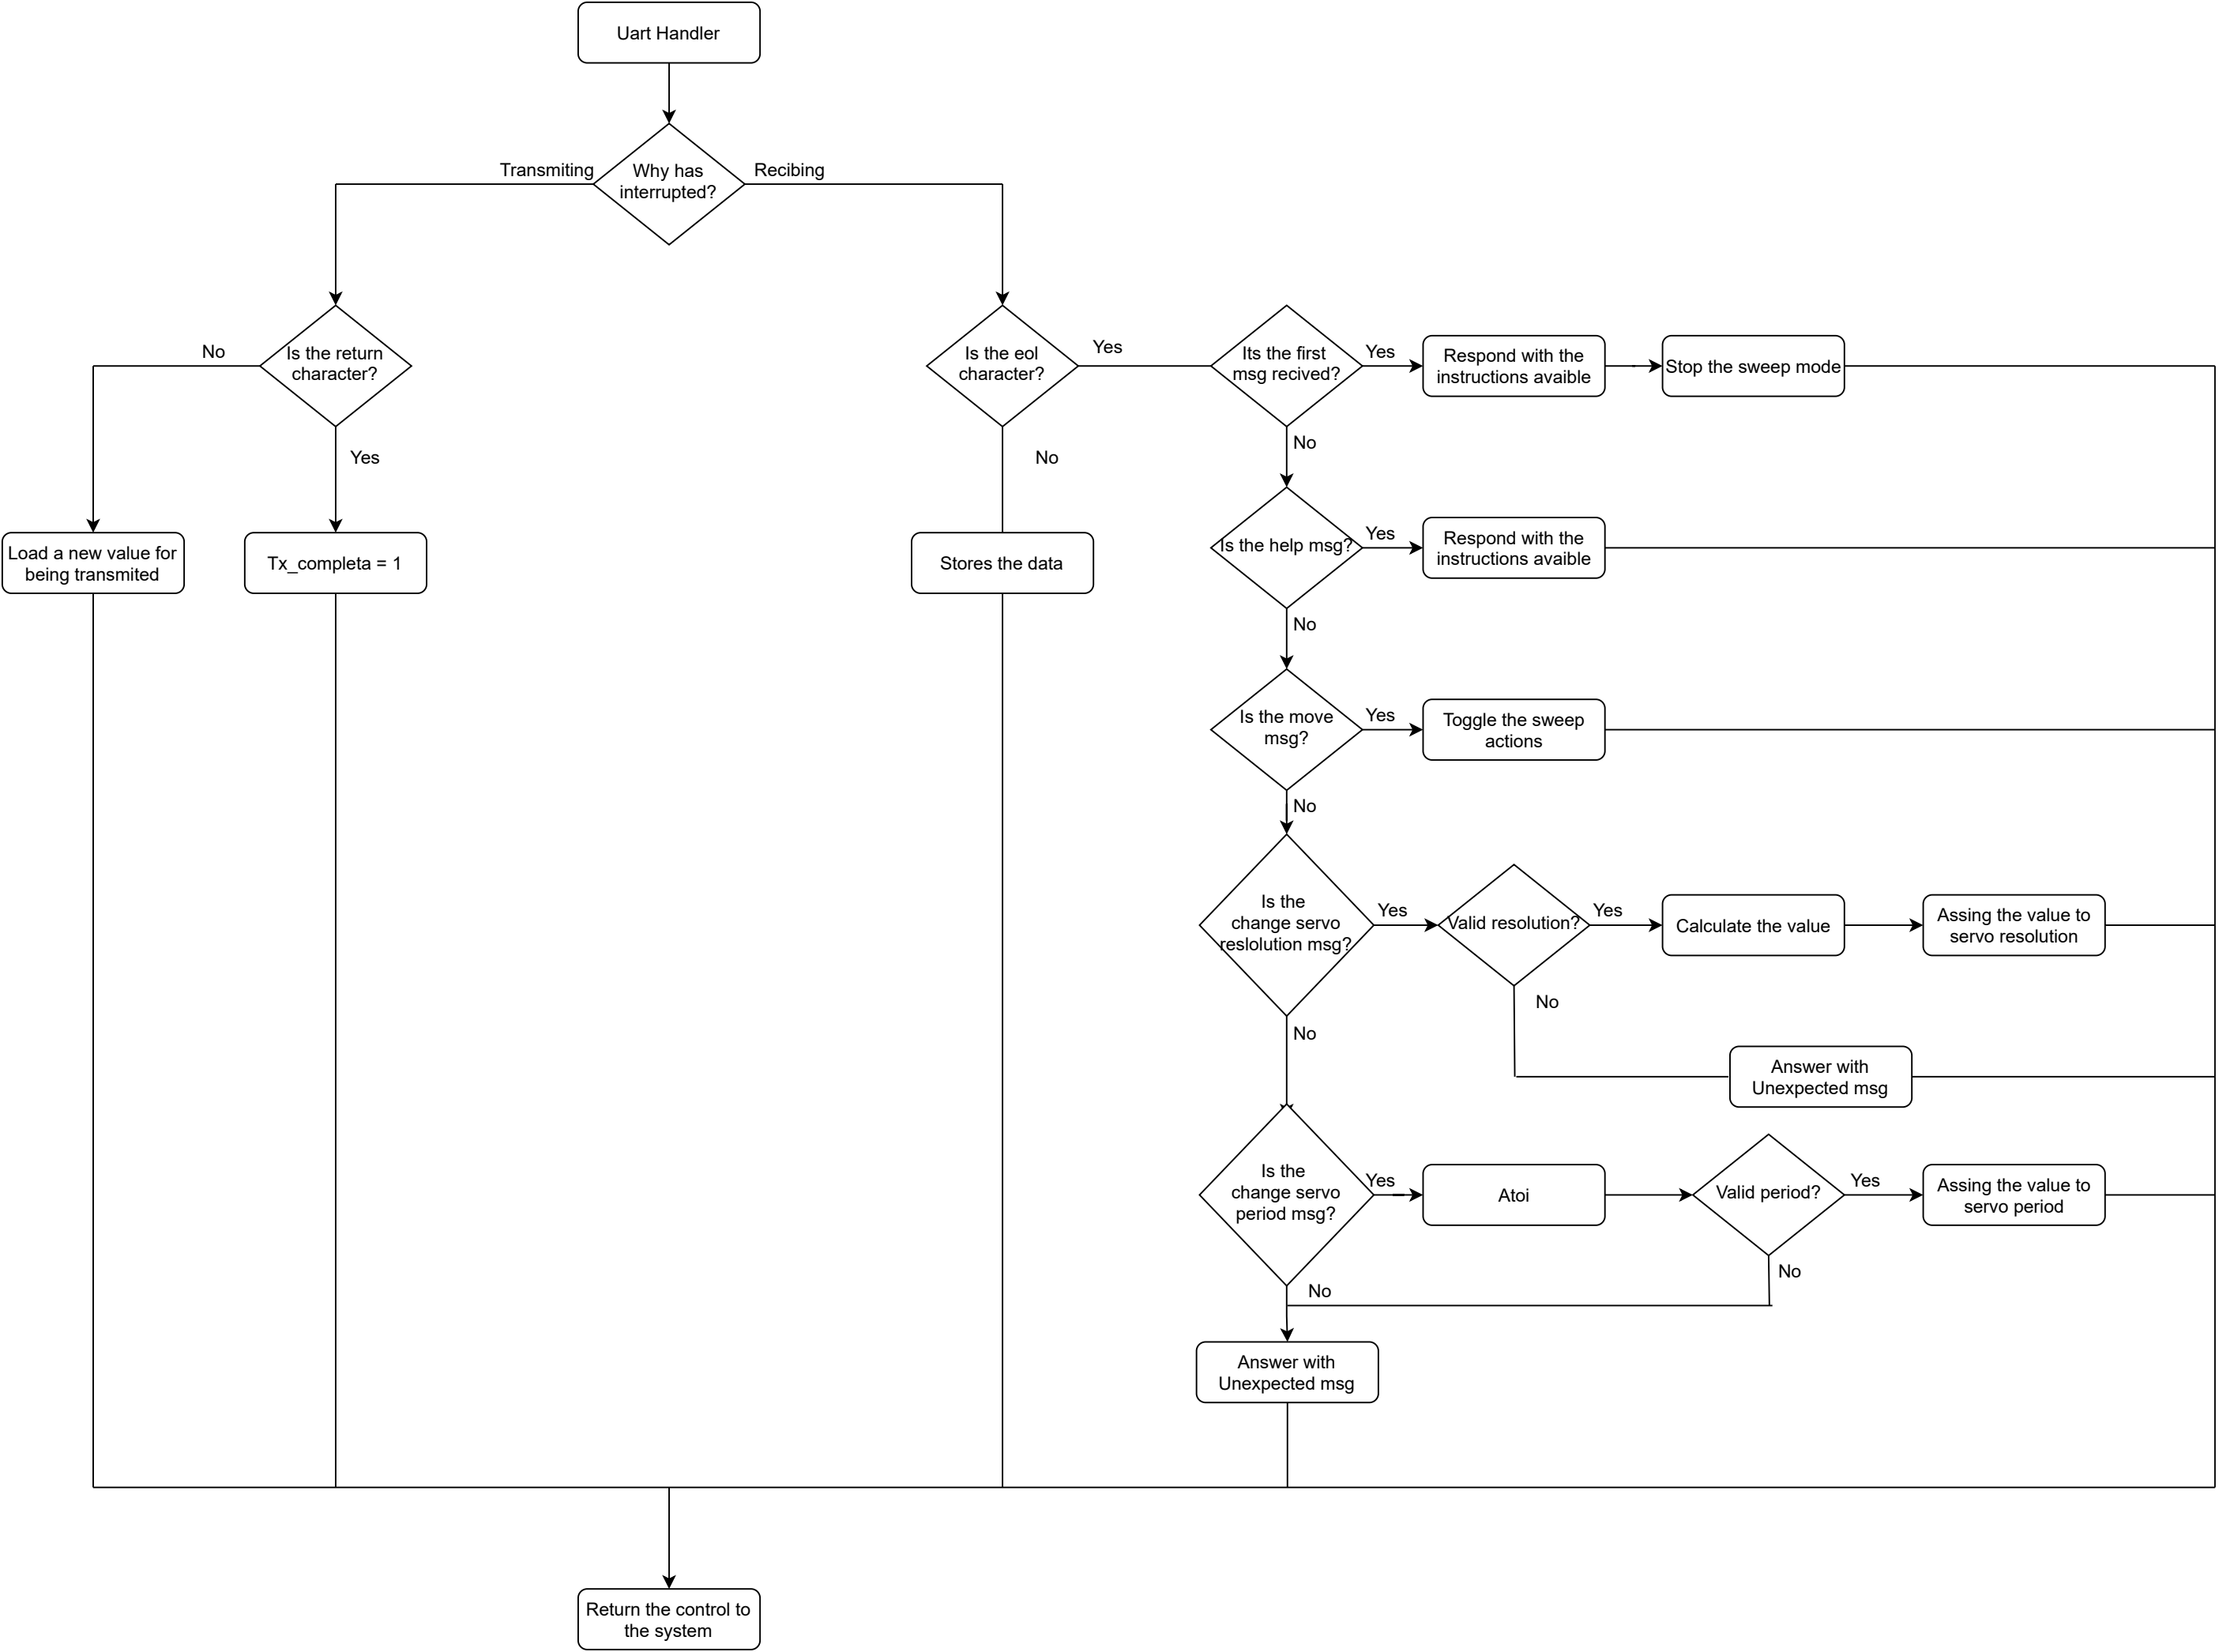 Uart Handler
Transmiting
Why has
interrupted?
Recibing
No
Is the return
character?
Yes
Is the eol
character?
Yes
No
Its the first
msg recived?
Yes
Respond with the
instructions avaible
Stop the sweep mode
No
Load a new value for
being transmited
Tx_completa = 1
Stores the data
Is the help msg?
Yes
Respond with the
instructions avaible
No
Is the move
msg?
Yes
Toggle the sweep
actions
No
Is the
change servo
reslolution msg?
Yes
Valid resolution?
Yes
Calculate the value
Assing the value to
servo resolution
No
No
Answer with
Unexpected msg
Is the
change servo
period msg?
Yes
Atoi
Valid period?
Yes
Assing the value to
servo period
No
No
Answer with
Unexpected msg
Return the control to
the system